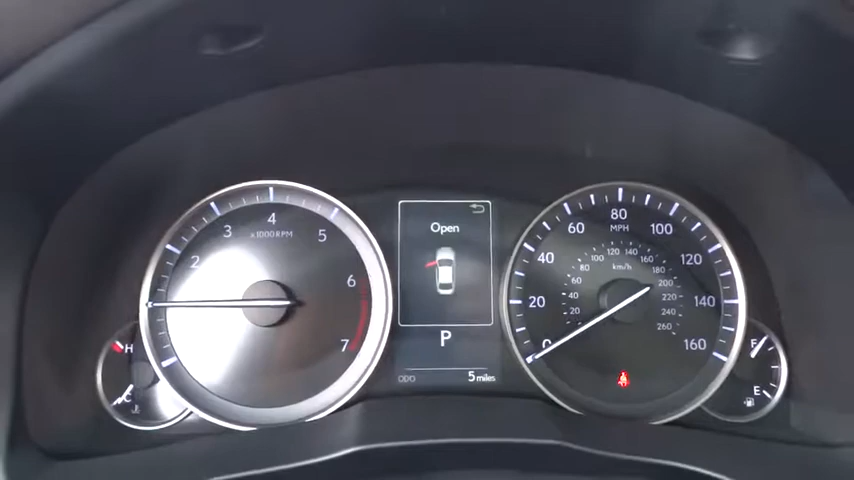 Open
P
ODO 5 miles
2 3 4 5 6 7
x1000RPM
H
C
0 20 40 60 80 100 120 140 160
MPH
20 40 60 80 100 120 140 160 180 200 220 240 260
km/h
F
E